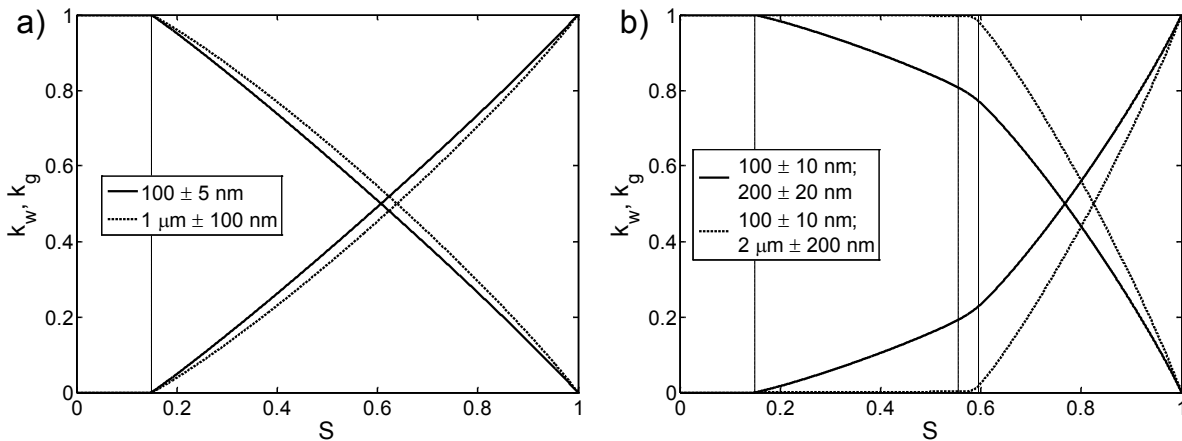 a)
1
0.8
0.6
0.4
0.2
0
k_w, k_g
100 ± 5 nm
1 μm ± 100 nm
0 0.2 0.4 0.6 0.8 1
S
b)
1
0.8
0.6
0.4
0.2
0
k_w, k_g
100 ± 10 nm;
200 ± 20 nm
100 ± 10 nm;
2 μm ± 200 nm
0 0.2 0.4 0.6 0.8 1
S